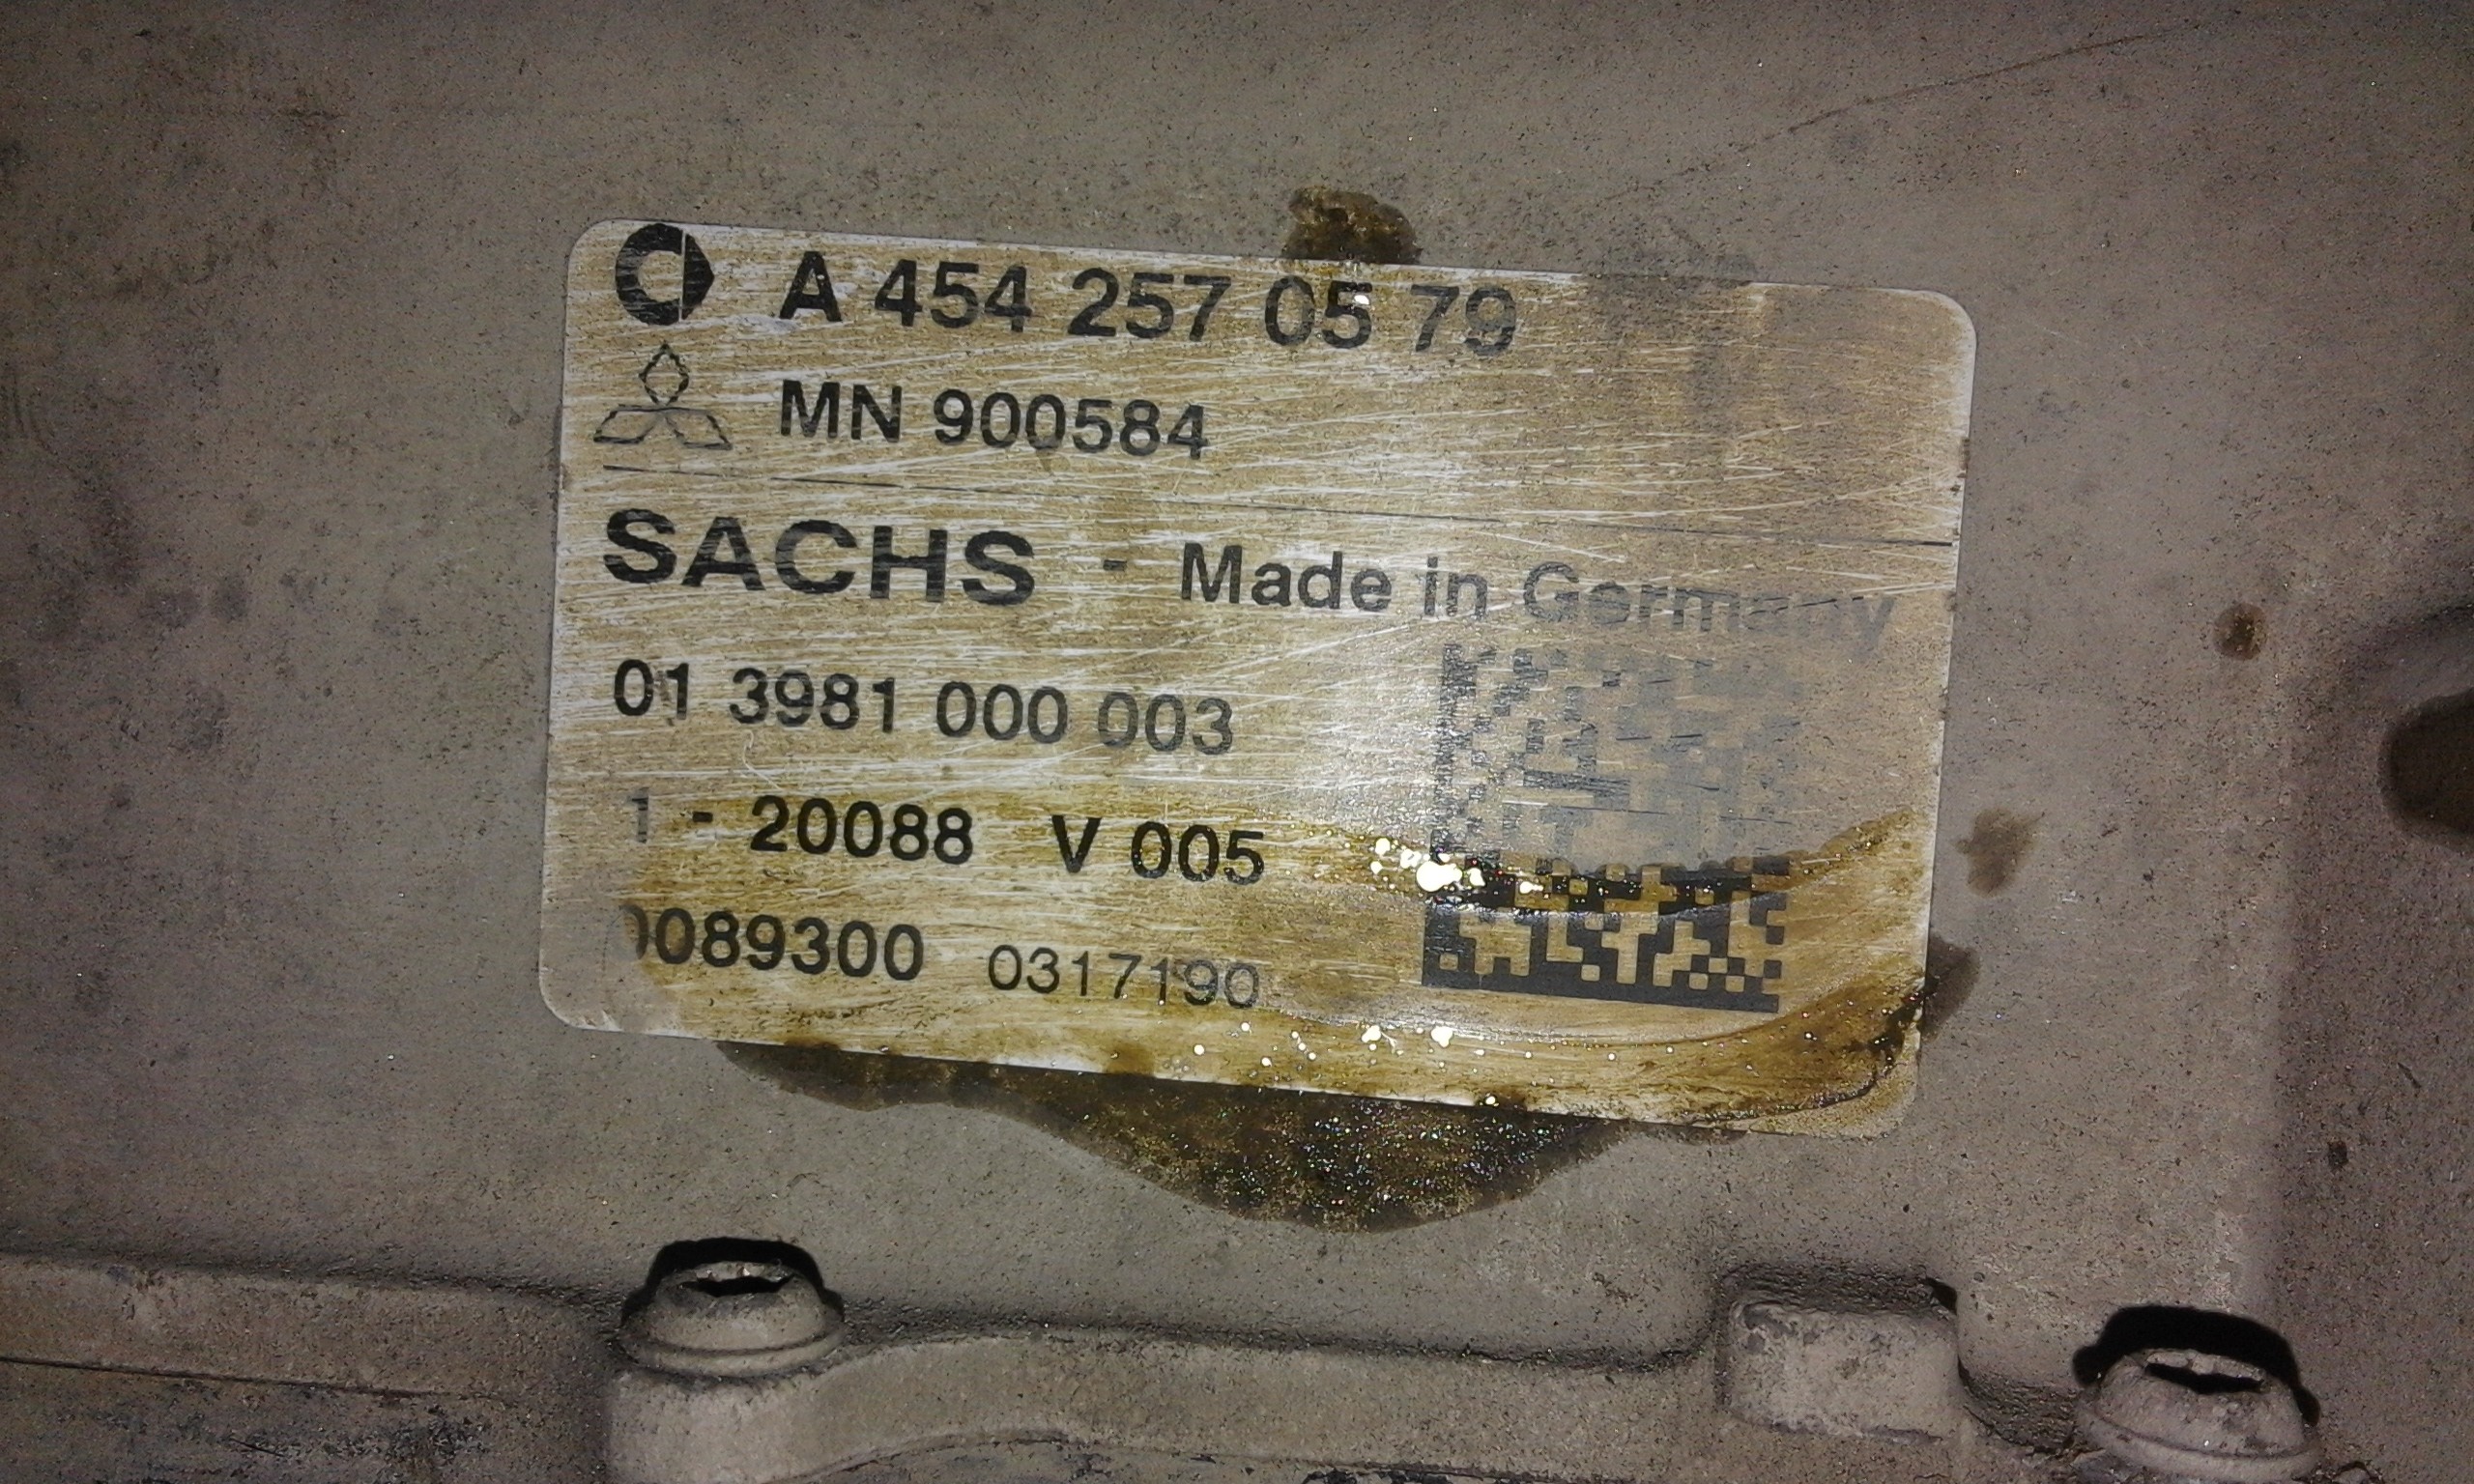 A 454 257 05 79
MN 900584
SACHS - Made in Germany
01 3981 000 003
1 - 20088 V 005
0089300 0317190